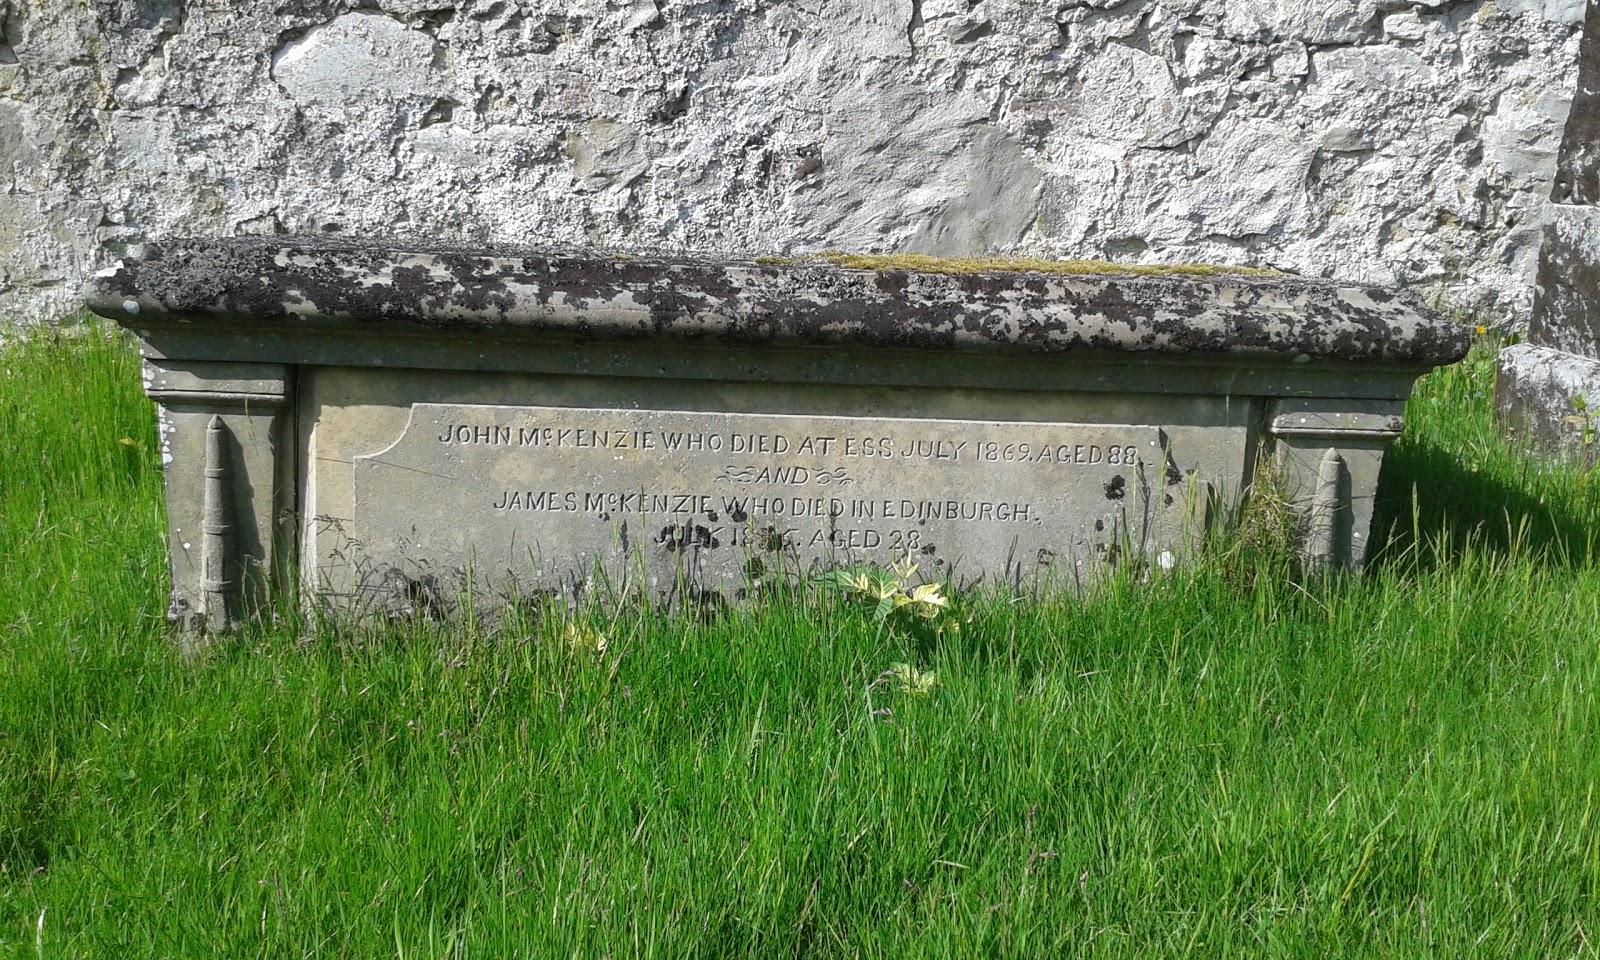 JOHN McKENZIE WHO DIED AT ESS JULY 1869. AGED 88.
AND
JAMES McKENZIE WHO DIED IN EDINBURGH.
JULY AGED 28.